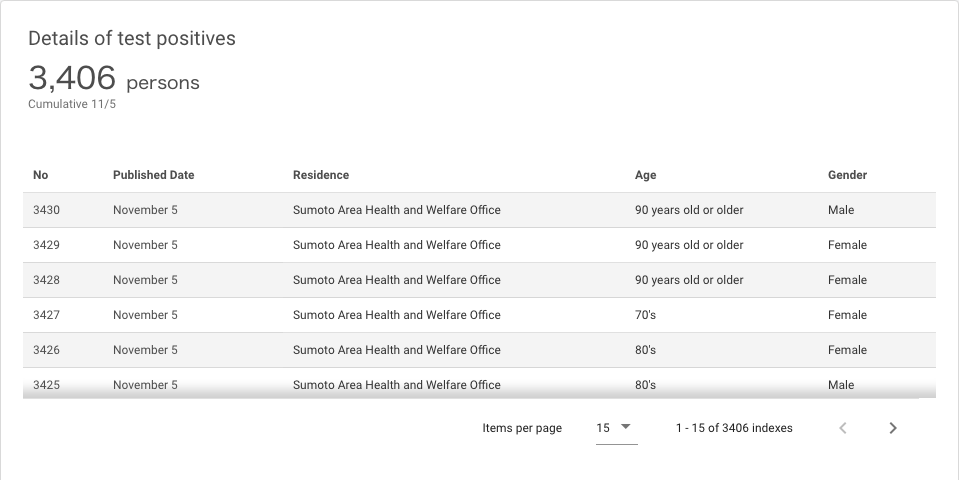 Details of test positives
3,406 persons
Cumulative 11/5
No Published Date Residence Age Gender
3430 November 5 Sumoto Area Health and Welfare Office 90 years old or older Male
3429 November 5 Sumoto Area Health and Welfare Office 90 years old or older Female
3428 November 5 Sumoto Area Health and Welfare Office 90 years old or older Female
3427 November 5 Sumoto Area Health and Welfare Office 70's Female
3426 November 5 Sumoto Area Health and Welfare Office 80's Female
3425 November 5 Sumoto Area Health and Welfare Office 80's Male
Items per page 15 1 - 15 of 3406 indexes